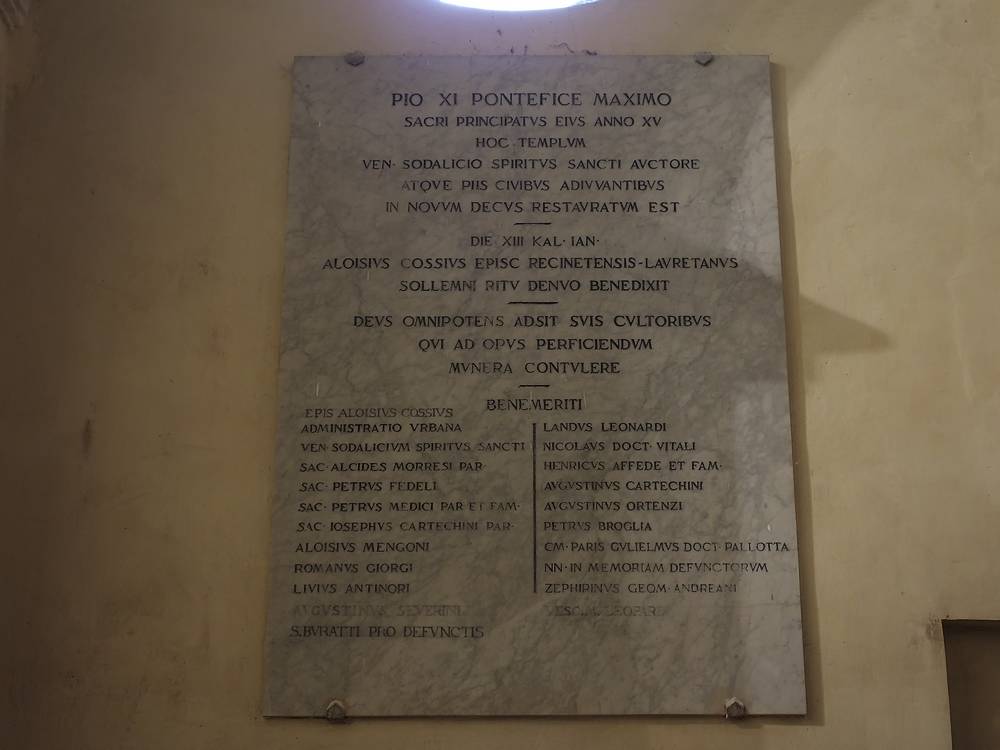 PIO XI PONTEFICE MAXIMO
SACRI PRINCIPATVS EIVS ANNO XV
HOC TEMPLVM
VEN· SODALICIO SPIRITVS SANCTI AVCTORE
ATQVE PIIS CIVIBVS ADIVVANTIBVS
IN NOVVM DECVS RESTAVRATVM EST
DIE XIII KAL· IAN·
ALOISIVS COSSIVS EPISC RECINETENSIS-LAVRETANVS
SOLLEMNI RITV DENVO BENEDIXIT
DEVS OMNIPOTENS ADSIT SVIS CVLTORIBVS
QVI AD OPVS PERFICIENDVM
MVNERA CONTVLERE
BENEMERITI
EPIS ALOISIVS COSSIVS
ADMINISTRATIO VRBANA
VEN· SODALICIVM SPIRITVS SANCTI
SAC· ALCIDES MORRESI PAR·
SAC· PETRVS FEDELI
SAC· PETRVS MEDICI PAR ET FAM·
SAC· IOSEPHVS CARTECHINI PAR·
ALOISIVS MENGONI
ROMANVS GIORGI
LIVIVS ANTINORI
AVGVSTINVS SEVERINI
S.BVRATTI PRO DEFVNCTIS
LANDVS LEONARDI
NICOLAVS DOCT· VITALI
HENRICVS AFFEDE ET FAM·
AVGVSTINVS CARTECHINI
AVGVSTINVS ORTENZI
PETRVS BROGLIA
CM· PARIS GVLIELMVS DOCT· PALLOTTA
NN· IN MEMORIAM DEFVNCTORVM
ZEPHIRINVS GEOM· ANDREANI